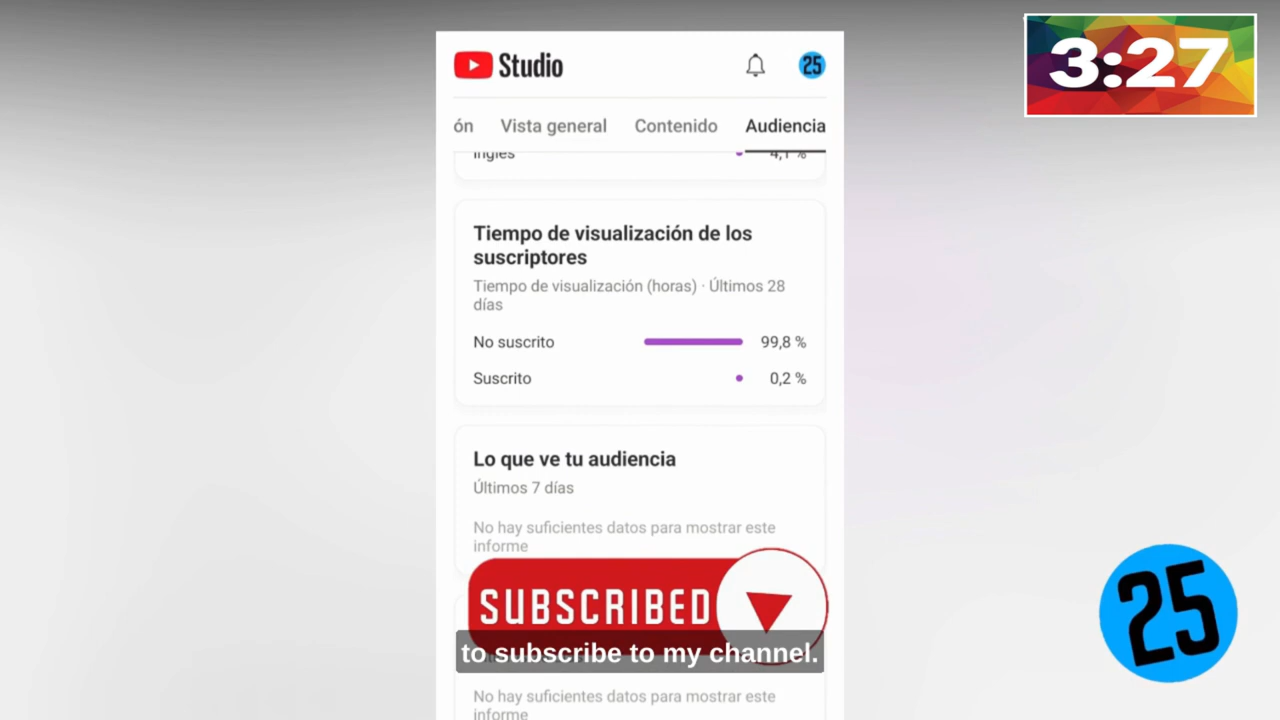 3:27
Studio
25
ón Vista general Contenido Audiencia
Inglés 4,1 %
Tiempo de visualización de los
suscriptores
Tiempo de visualización (horas) · Últimos 28
días
No suscrito 99,8 %
Suscrito 0,2 %
Lo que ve tu audiencia
Últimos 7 días
No hay suficientes datos para mostrar este
informe
SUBSCRIBED
to subscribe to my channel.
25
No hay suficientes datos para mostrar este
informe